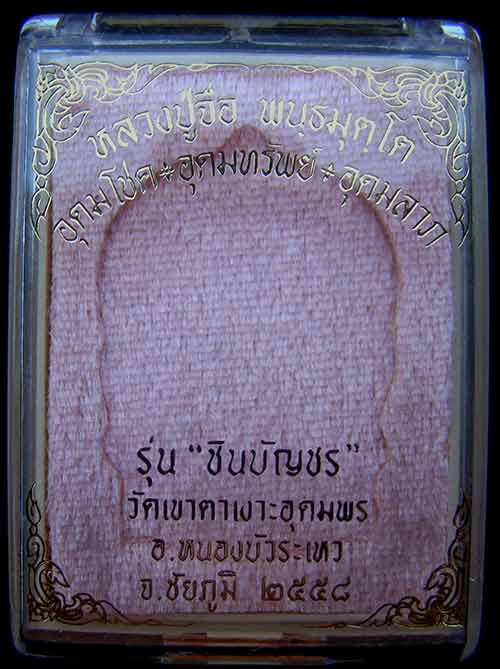 หลวงปู่จื่อ พนฺธมุตฺโต
อุดมโชค * อุดมทรัพย์ * อุดมลาภ
รุ่น "ชินบัญชร"
วัดเขาตาเงาะอุดมพร
อ.หนองบัวระเหว
จ.ชัยภูมิ ๒๕๕๘